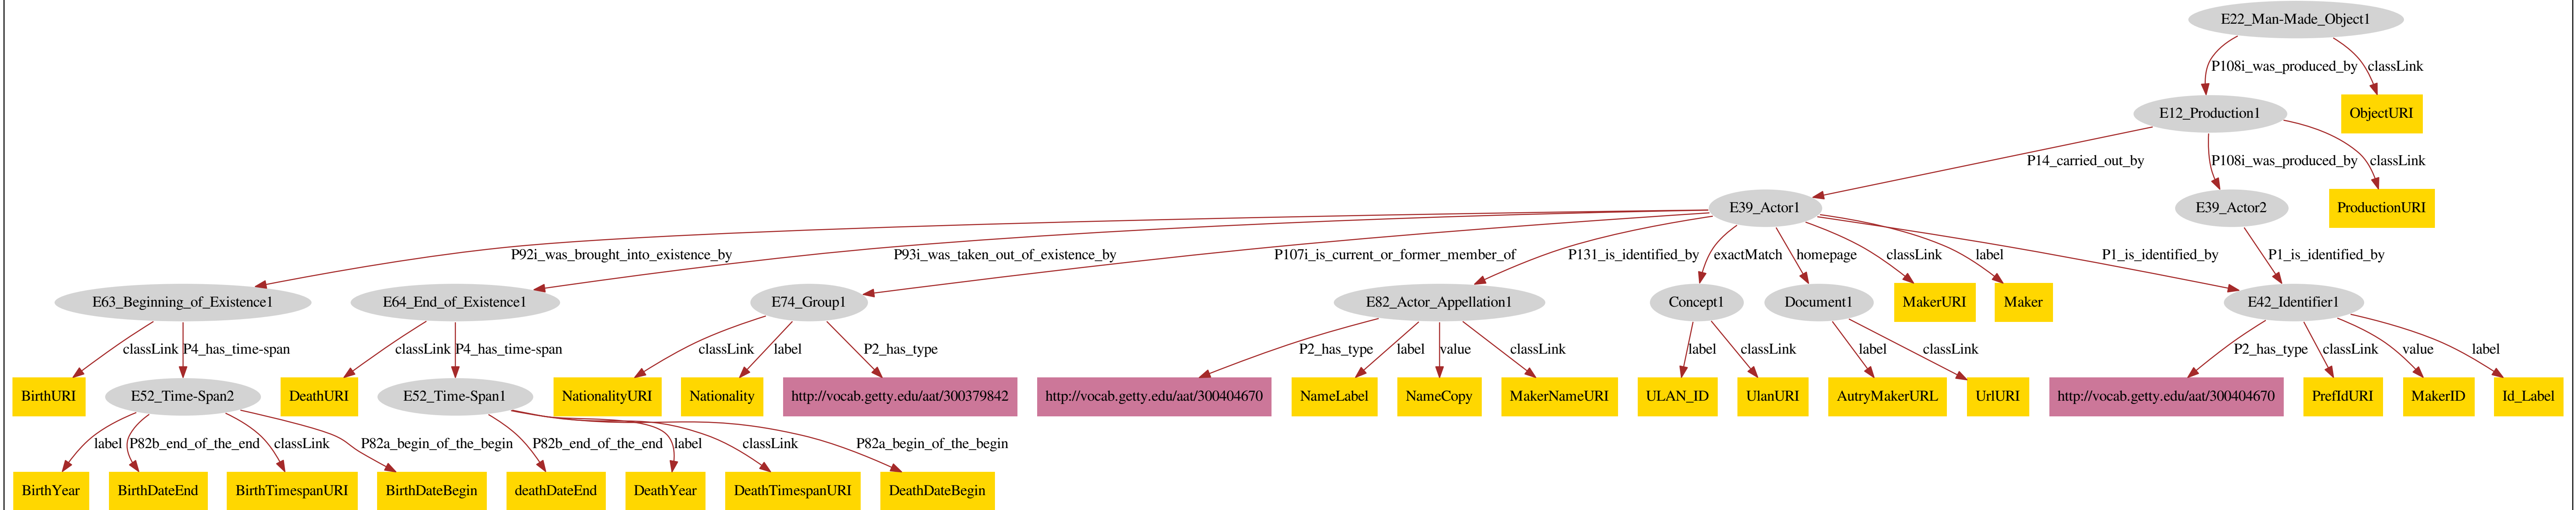 E22_Man-Made_Object1
P108i_was_produced_by classLink
E12_Production1 ObjectURI
P14_carried_out_by P108i_was_produced_by classLink
E39_Actor1 E39_Actor2 ProductionURI
P92i_was_brought_into_existence_by P93i_was_taken_out_of_existence_by P107i_is_current_or_former_member_of P131_is_identified_by exactMatch homepage classLink label P1_is_identified_by P1_is_identified_by
E63_Beginning_of_Existence1 E64_End_of_Existence1 E74_Group1 E82_Actor_Appellation1 Concept1 Document1 MakerURI Maker E42_Identifier1
classLink P4_has_time-span classLink P4_has_time-span classLink label P2_has_type P2_has_type label value classLink label classLink label classLink P2_has_type classLink value label
BirthURI E52_Time-Span2 DeathURI E52_Time-Span1 NationalityURI Nationality http://vocab.getty.edu/aat/300379842 http://vocab.getty.edu/aat/300404670 NameLabel NameCopy MakerNameURI ULAN_ID UlanURI AutryMakerURL UrlURI http://vocab.getty.edu/aat/300404670 PrefIdURI MakerID Id_Label
label P82b_end_of_the_end classLink P82a_begin_of_the_begin P82b_end_of_the_end label classLink P82a_begin_of_the_begin
BirthYear BirthDateEnd BirthTimespanURI BirthDateBegin deathDateEnd DeathYear DeathTimespanURI DeathDateBegin